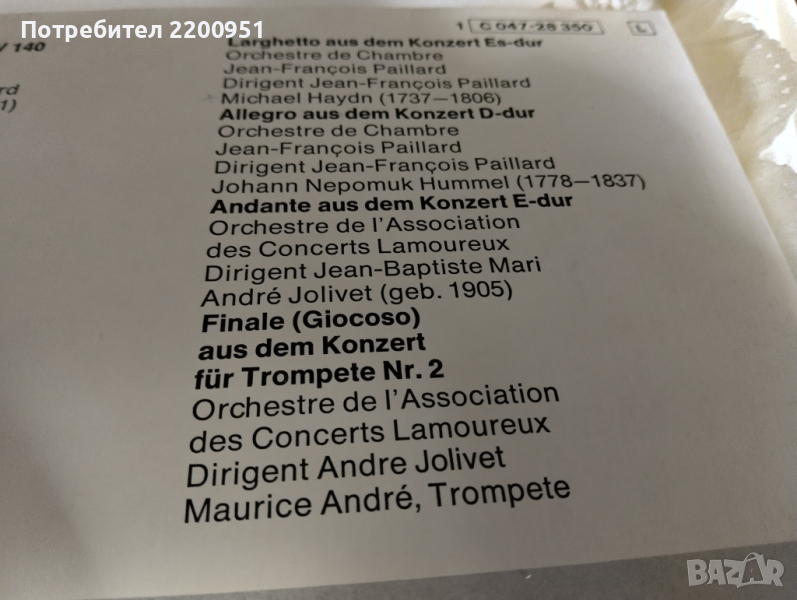 Потребител 2200951
1 C 047-28 350 L
/ 140
Larghetto aus dem Konzert Es-dur
Orchestre de Chambre
Jean-François Paillard
Dirigent Jean-François Paillard
Michael Haydn (1737—1806)
Allegro aus dem Konzert D-dur
Orchestre de Chambre
Jean-François Paillard
Dirigent Jean-François Paillard
Johann Nepomuk Hummel (1778—1837)
Andante aus dem Konzert E-dur
Orchestre de l'Association
des Concerts Lamoureux
Dirigent Jean-Baptiste Mari
André Jolivet (geb. 1905)
Finale (Giocoso)
aus dem Konzert
für Trompete Nr. 2
Orchestre de l'Association
des Concerts Lamoureux
Dirigent Andre Jolivet
Maurice André, Trompete
rd
1)
BAZAR